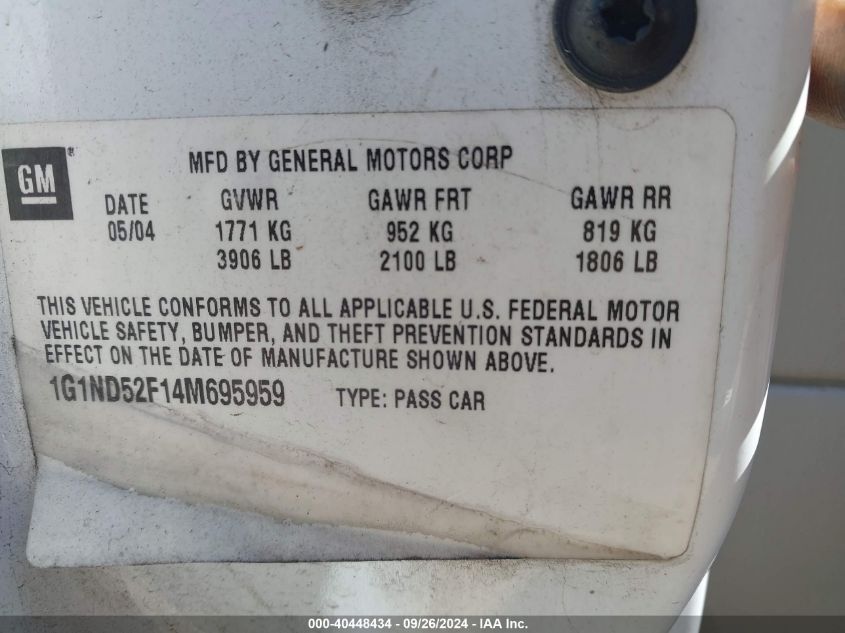 GM®
MFD BY GENERAL MOTORS CORP
DATE GVWR GAWR FRT GAWR RR
05/04 1771 KG 952 KG 819 KG
3906 LB 2100 LB 1806 LB
THIS VEHICLE CONFORMS TO ALL APPLICABLE U.S. FEDERAL MOTOR
VEHICLE SAFETY, BUMPER, AND THEFT PREVENTION STANDARDS IN
EFFECT ON THE DATE OF MANUFACTURE SHOWN ABOVE.
1G1ND52F14M695959 TYPE: PASS CAR
000-40448434 - 09/26/2024 - IAA Inc.